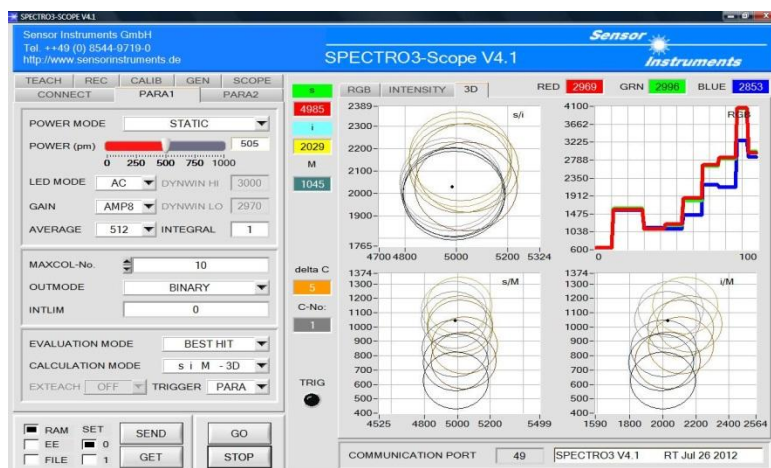 SPECTRO3-SCOPE V4.1
Sensor Instruments GmbH
Tel. ++49 (0) 8544-9719-0
http://www.sensorinstruments.de
SPECTRO3-Scope V4.1
Sensor
Instruments
TEACH REC CALIB GEN SCOPE
CONNECT PARA1 PARA2
POWER MODE STATIC
POWER (pm) 505
0 250 500 750 1000
LED MODE AC DYNWIN HI 3000
GAIN AMP8 DYNWIN LO 2970
AVERAGE 512 INTEGRAL 1
MAXCOL-No. 10
OUTMODE BINARY
INTLIM 0
EVALUATION MODE BEST HIT
CALCULATION MODE s i M - 3D
EXTEACH OFF TRIGGER PARA
RAM SET SEND GO
EE 0
FILE 1 GET STOP
s
4985
i
2029
M
1045
delta C
5
C-No:
1
TRIG
RGB INTENSITY 3D RED 2969 GRN 2996 BLUE 2853
s/i
2389
2300
2200
2100
2000
1900
1765
4700 4800 5000 5200 5324
RGB
4100
3662
3225
2788
2350
1912
1475
1038
600
0 100
s/M
1374
1300
1200
1100
1000
900
800
700
600
500
400
4525 4800 5000 5200 5499
i/M
1374
1300
1200
1100
1000
900
800
700
600
500
400
1590 1800 2000 2200 2400 2564
COMMUNICATION PORT 49 SPECTRO3 V4.1 RT Jul 26 2012